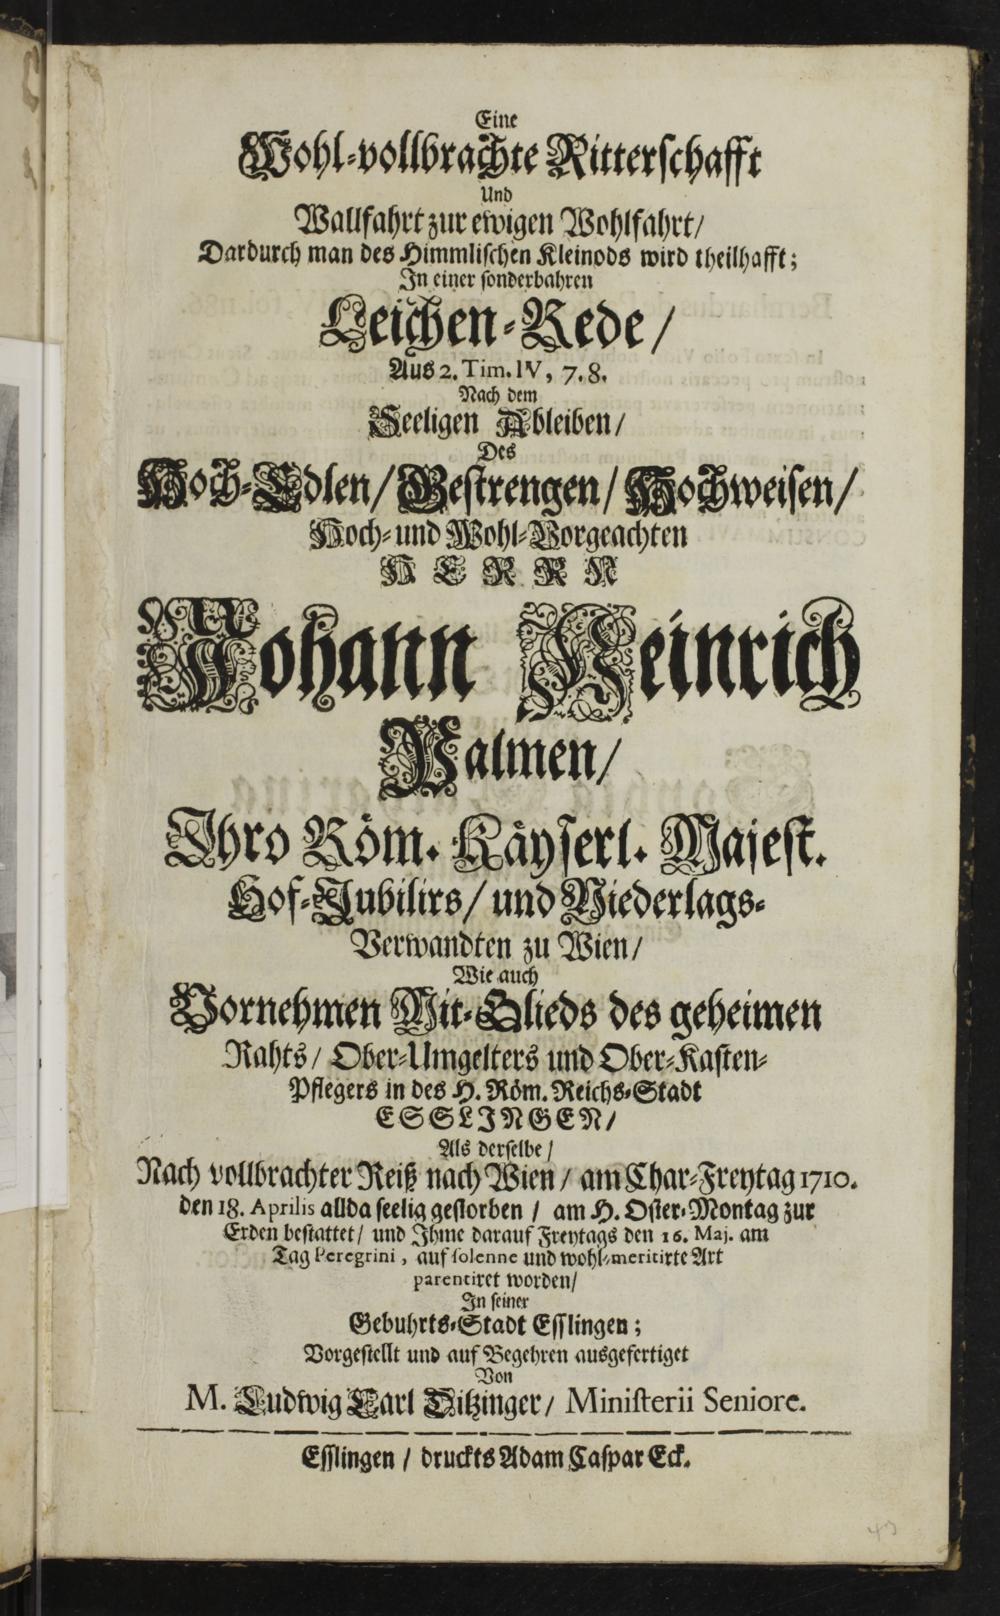 Eine
Wohl-vollbrachte Ritterschafft
Und
Wallfahrt zur ewigen Wohlfahrt/
Dardurch man des Himmlischen Kleinods wird theilhafft;
In einer sonderbahren
Leichen-Rede/
Aus 2. Tim. IV, 7. 8.
Nach dem
Seeligen Ableiben/
Des
Hoch-Edlen/ Gestrengen/ Hochweisen/
Hoch- und Wohl-Vorgeachten
HERRN
Johann Heinrich
Palmen/
Ihro Röm. Käyserl. Majest.
Hof-Jubilirs/ und Niederlags-
Verwandten zu Wien/
Wie auch
Vornehmen Mit-Glieds des geheimen
Rahts/ Ober-Umgelters und Ober-Kasten-
Pflegers in des H. Röm. Reichs-Stadt
ESSLINGEN/
Als derselbe/
Nach vollbrachter Reiß nach Wien/ am Char-Freytag 1710.
den 18. Aprilis allda seelig gestorben / am H. Oster-Montag zur
Erden bestattet/ und Ihme darauf Freytags den 16. Maj. am
Tag Peregrini, auf solenne und wohl-meritirte Art
parentiret worden/
In seiner
Gebuhrts-Stadt Esslingen;
Vorgestellt und auf Begehren ausgefertiget
Von
M. Ludwig Carl Ditzinger/ Ministerii Seniore.
Esslingen / druckts Adam Caspar Eck.